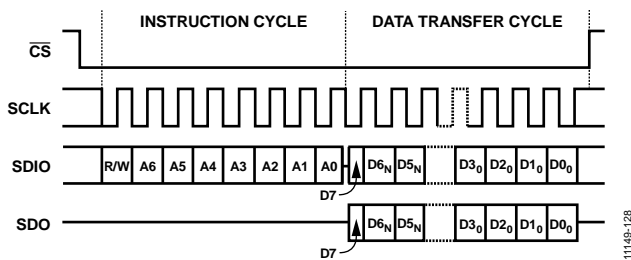 INSTRUCTION CYCLE DATA TRANSFER CYCLE
CS
SCLK
SDIO R/W A6 A5 A4 A3 A2 A1 A0 D6N D5N D30 D20 D10 D00
D7
SDO D6N D5N D30 D20 D10 D00
D7
11149-128